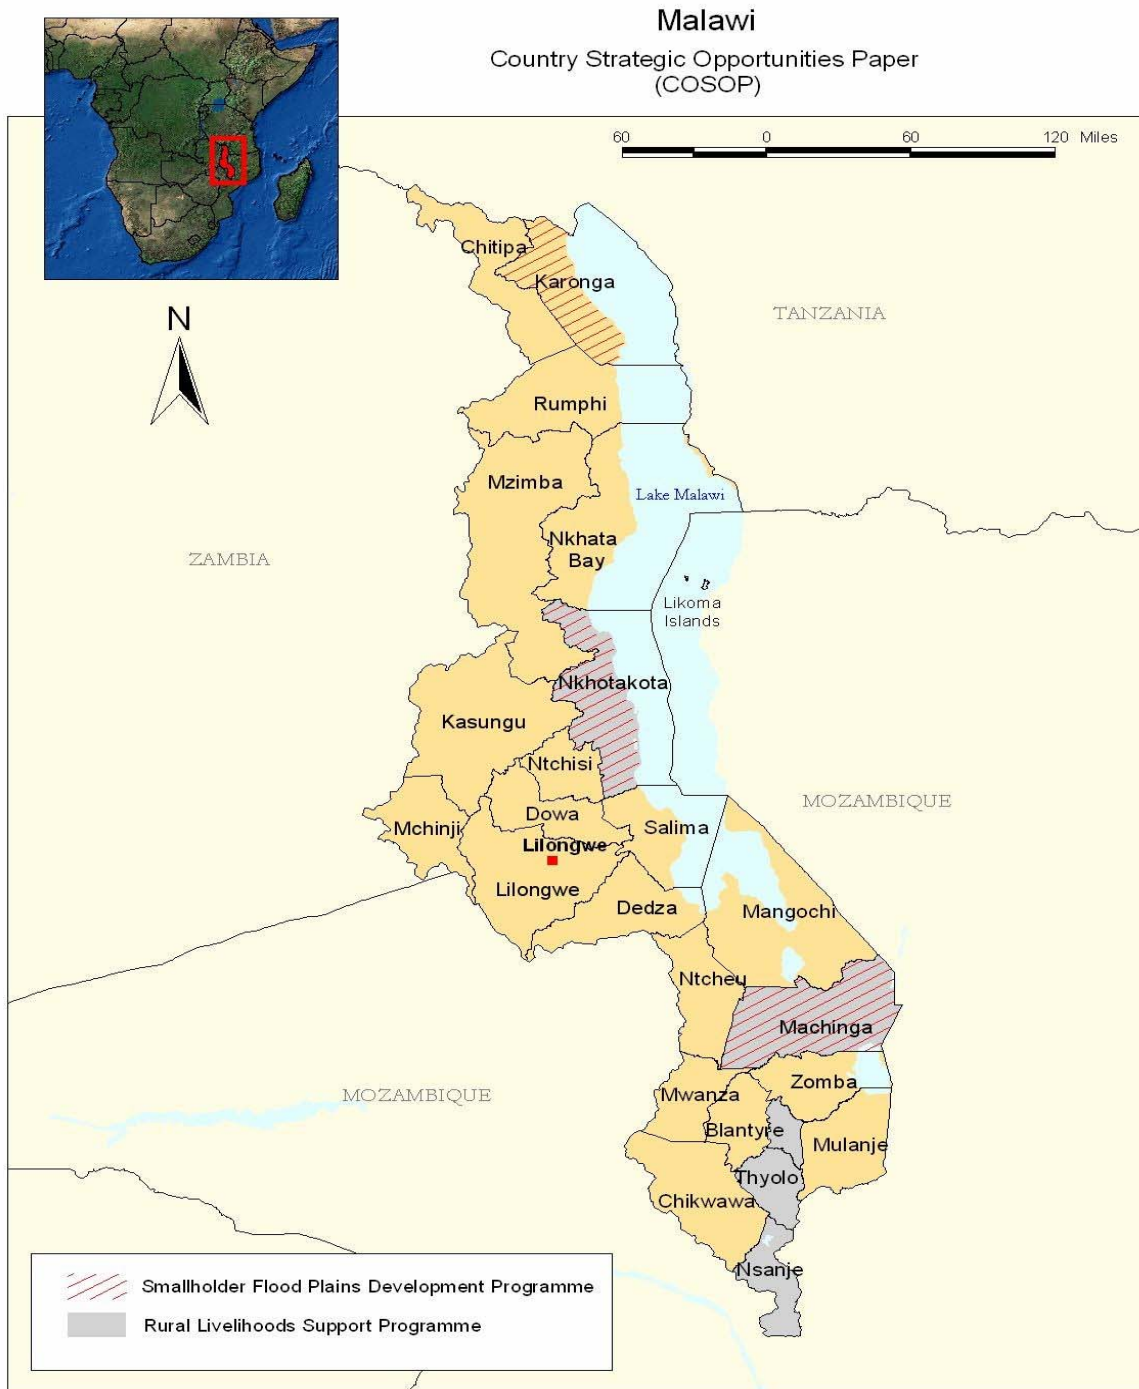 Malawi
Country Strategic Opportunities Paper
(COSOP)
60 0 60 120 Miles
N
Chitipa
Karonga
TANZANIA
Rumphi
Mzimba
Lake Malawi
Nkhata
Bay
ZAMBIA
Likoma
Islands
Nkhotakota
Kasungu
Ntchisi
MOZAMBIQUE
Dowa
Mchinji
Salima
Lilongwe
Lilongwe
Dedza
Mangochi
Ntcheu
Machinga
Zomba
MOZAMBIQUE
Mwanza
Blantyre
Mulanje
Thyolo
Chikwawa
Nsanje
Smallholder Flood Plains Development Programme
Rural Livelihoods Support Programme